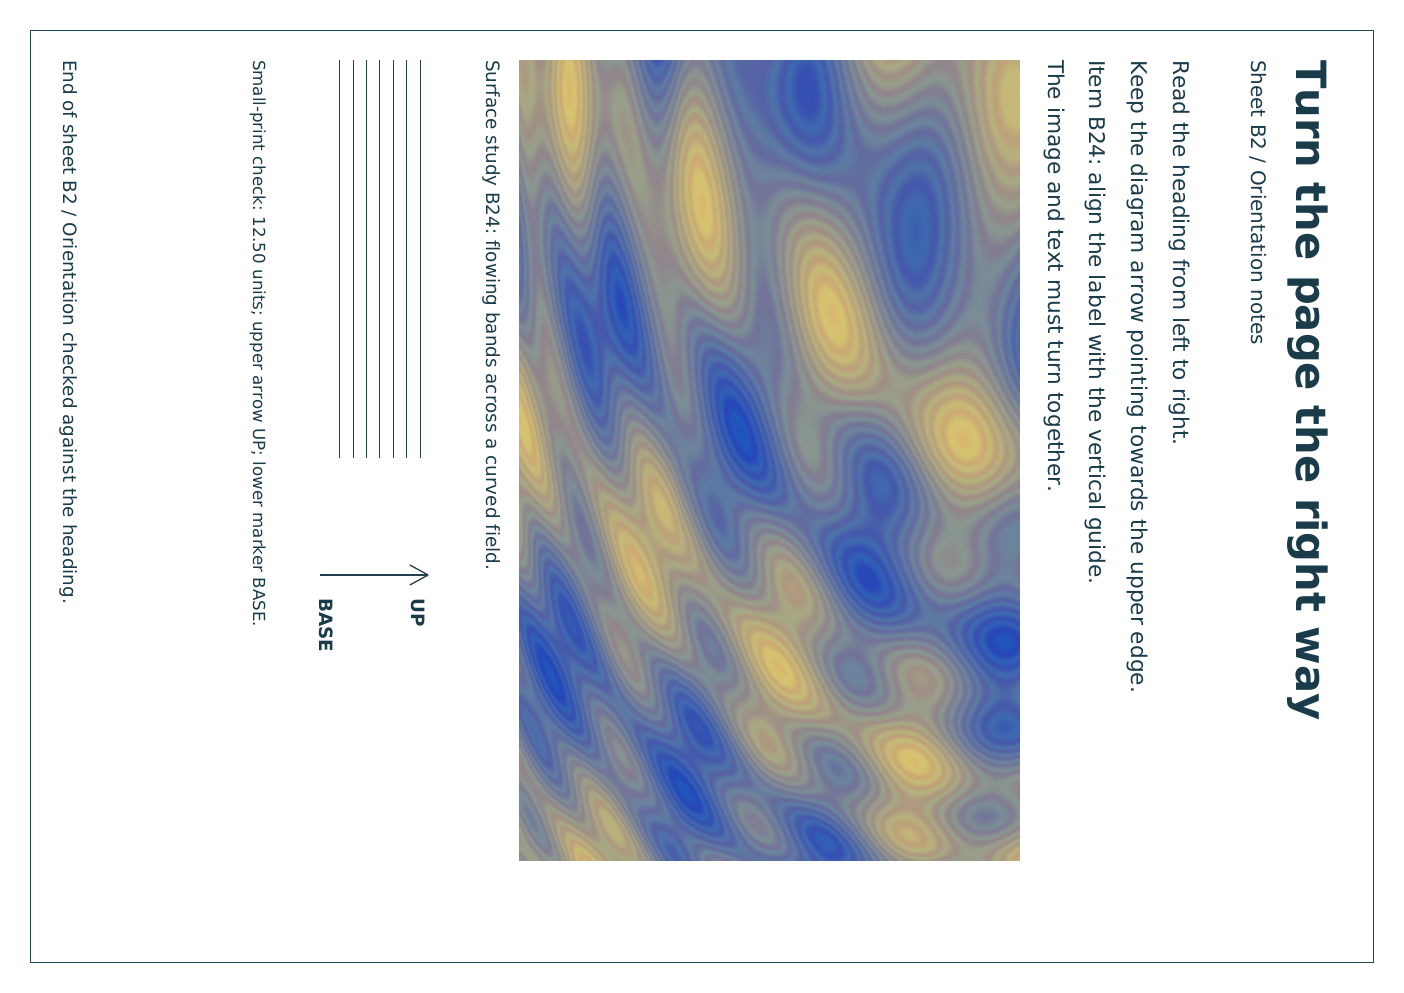 Turn the page the right way
Sheet B2 / Orientation notes
Read the heading from left to right.
Keep the diagram arrow pointing towards the upper edge.
Item B24: align the label with the vertical guide.
The image and text must turn together.
Surface study B24: flowing bands across a curved field.
UP
BASE
Small-print check: 12.50 units; upper arrow UP; lower marker BASE.
End of sheet B2 / Orientation checked against the heading.